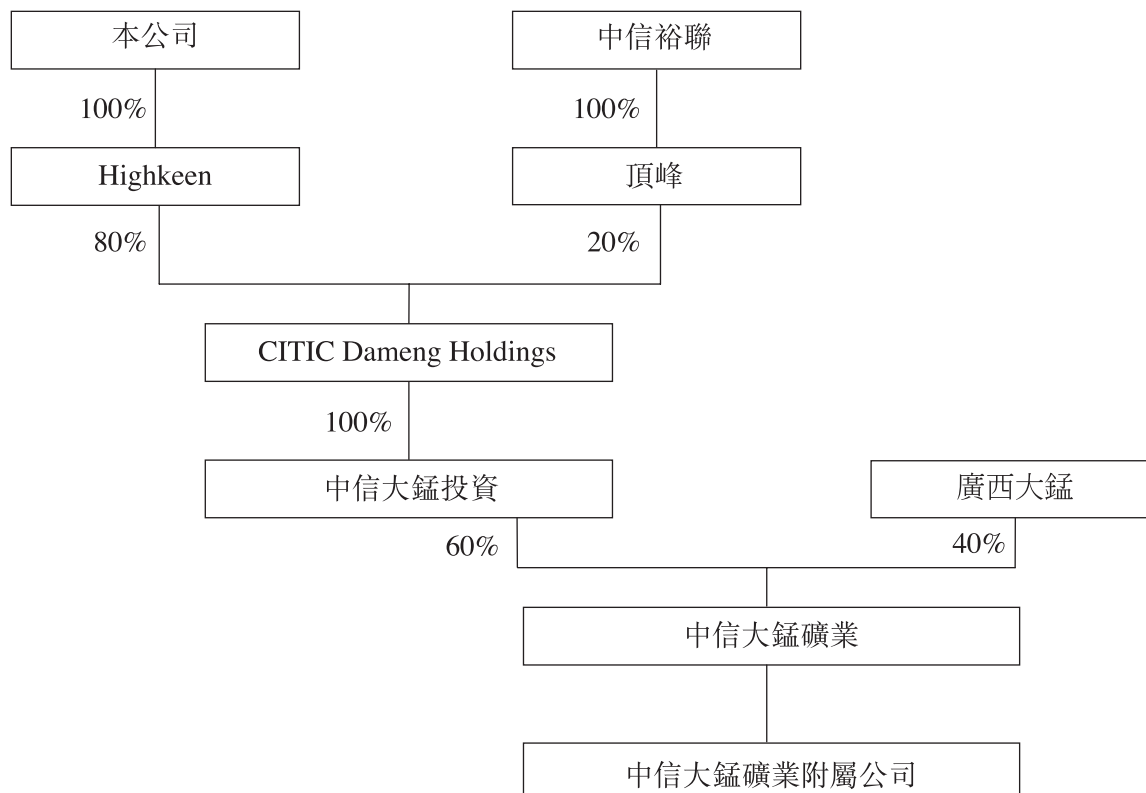 本公司
中信裕聯
100%
100%
Highkeen
頂峰
80%
20%
CITIC Dameng Holdings
100%
中信大錳投資
廣西大錳
60%
40%
中信大錳礦業
中信大錳礦業附屬公司